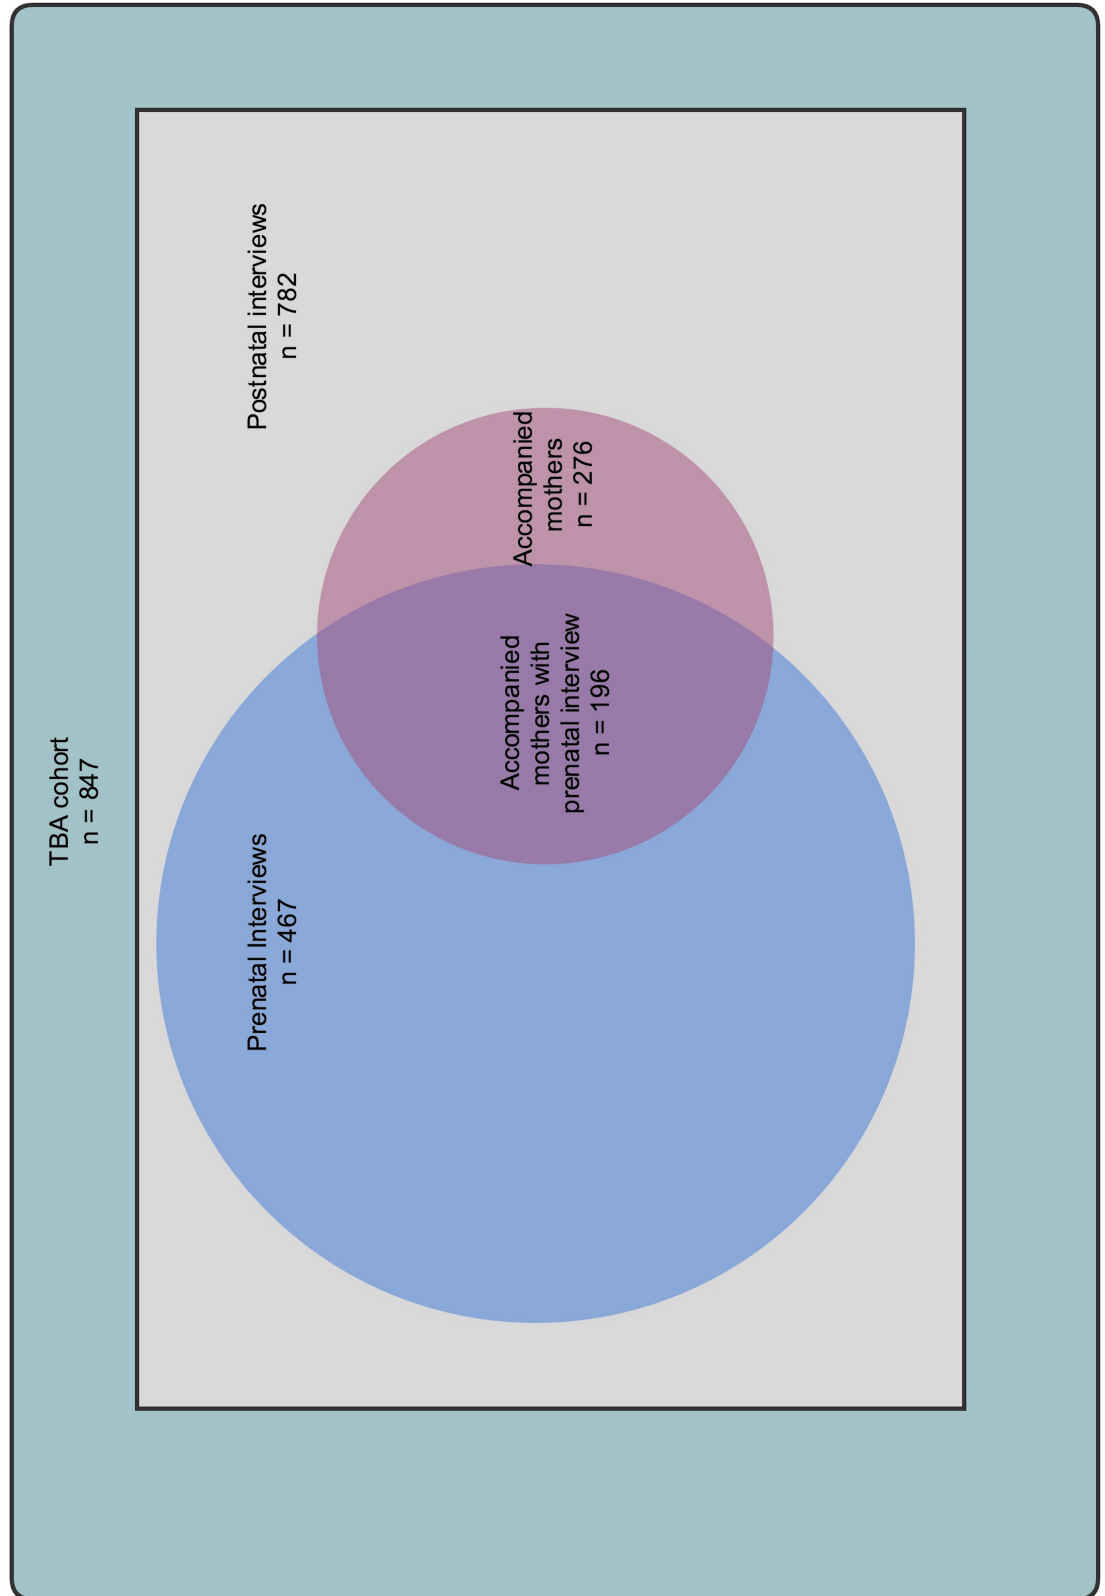 TBA cohort
n = 847
Prenatal Interviews
n = 467
Postnatal interviews
n = 782
Accompanied
mothers with
prenatal interview
n = 196
Accompanied
mothers
n = 276